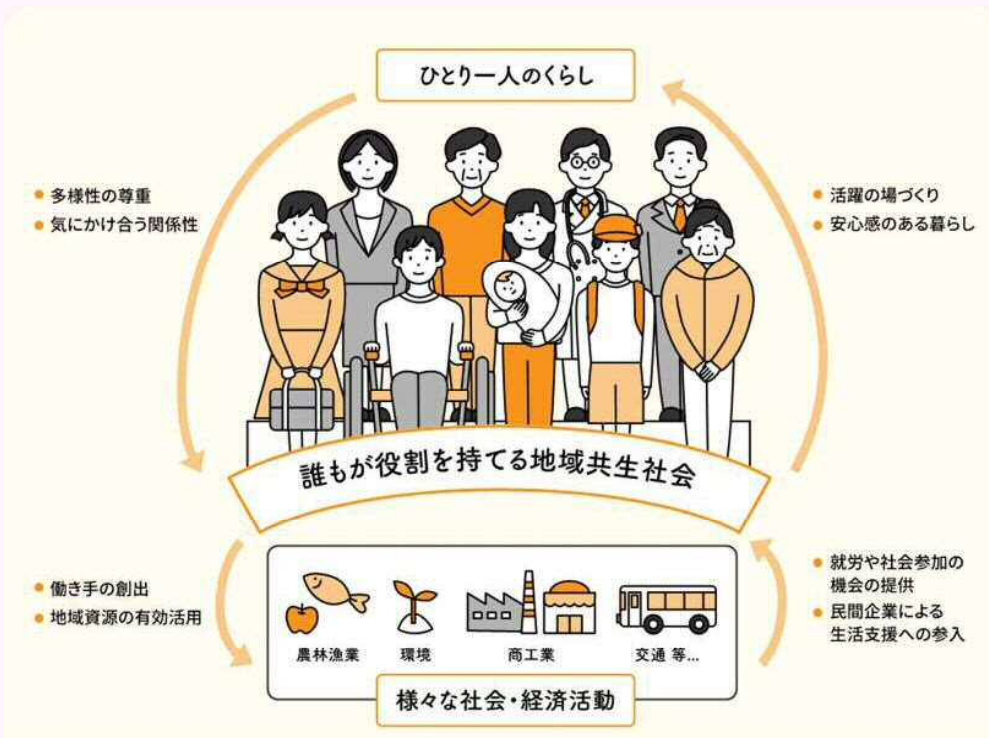 ひとり一人のくらし
多様性の尊重
気にかけ合う関係性
活躍の場づくり
安心感のある暮らし
誰もが役割を持てる地域共生社会
働き手の創出
地域資源の有効活用
就労や社会参加の
機会の提供
民間企業による
生活支援への参入
農林漁業
環境
商工業
交通 等...
様々な社会・経済活動